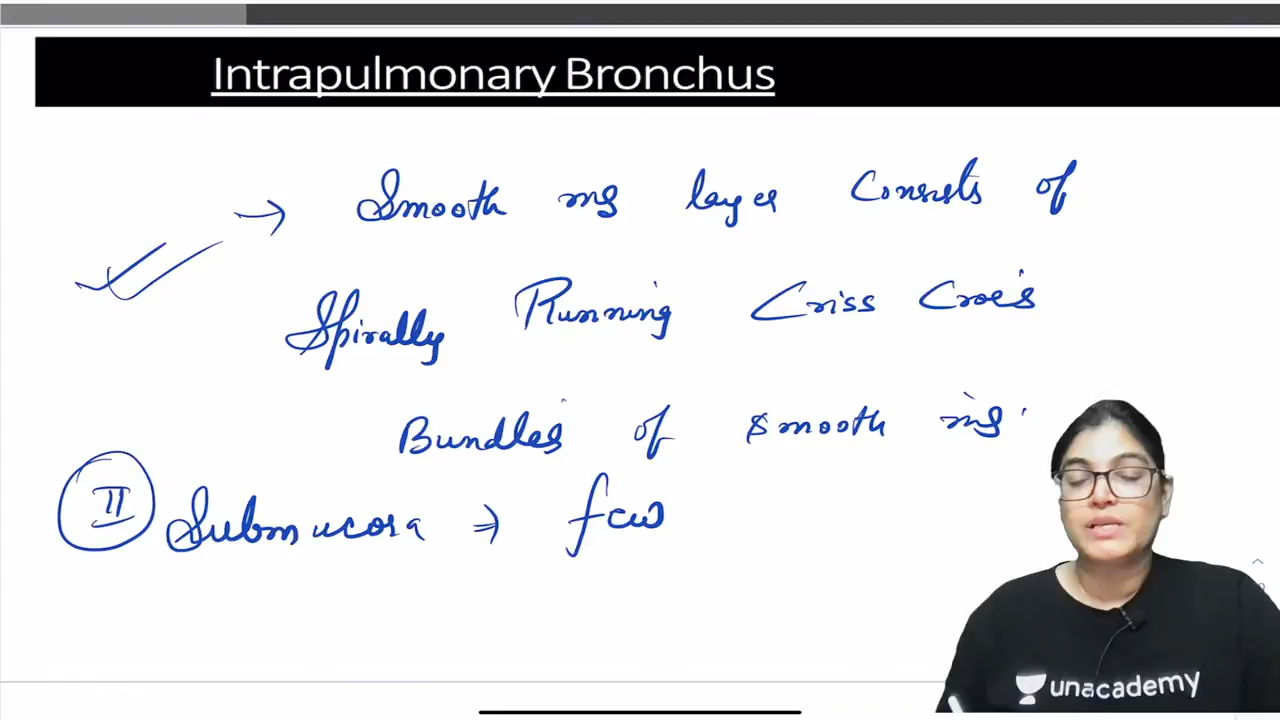 Intrapulmonary Bronchus
→ Smooth ms layer Consists of
Spirally Running Criss Cross
Bundles of smooth ms
II Submucosa ⇒ few
unacademy